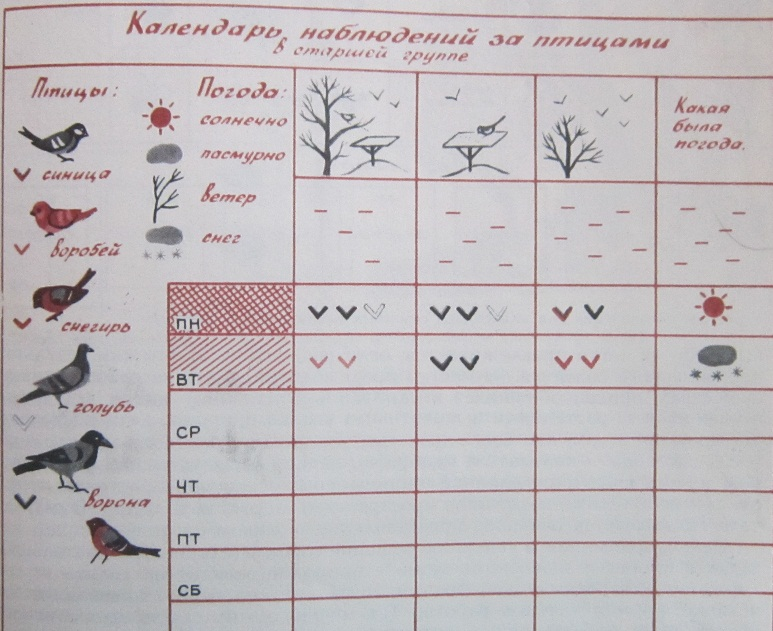 Календарь наблюдений за птицами
в старшей группе
Птицы:
синица
воробей
снегирь
голубь
ворона
Погода:
солнечно
пасмурно
ветер
снег
Какая
была
погода.
ПН
ВТ
СР
ЧТ
ПТ
СБ